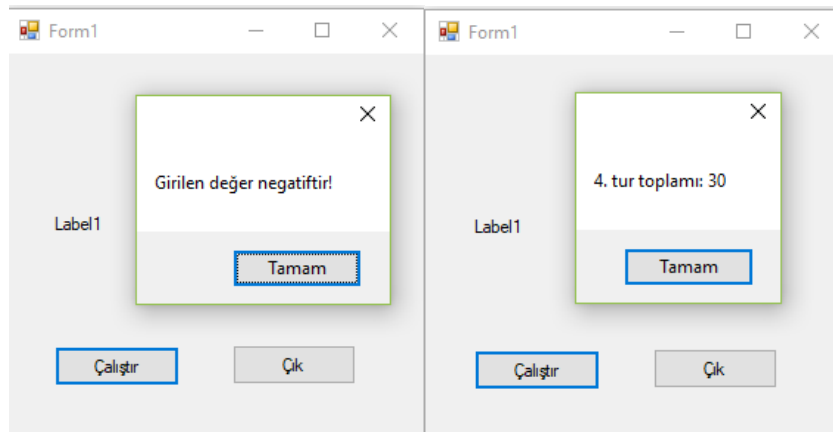 Form1
Girilen değer negatiftir!
Label1
Tamam
Çalıştır
Çık
Form1
4. tur toplamı: 30
Label1
Tamam
Çalıştır
Çık